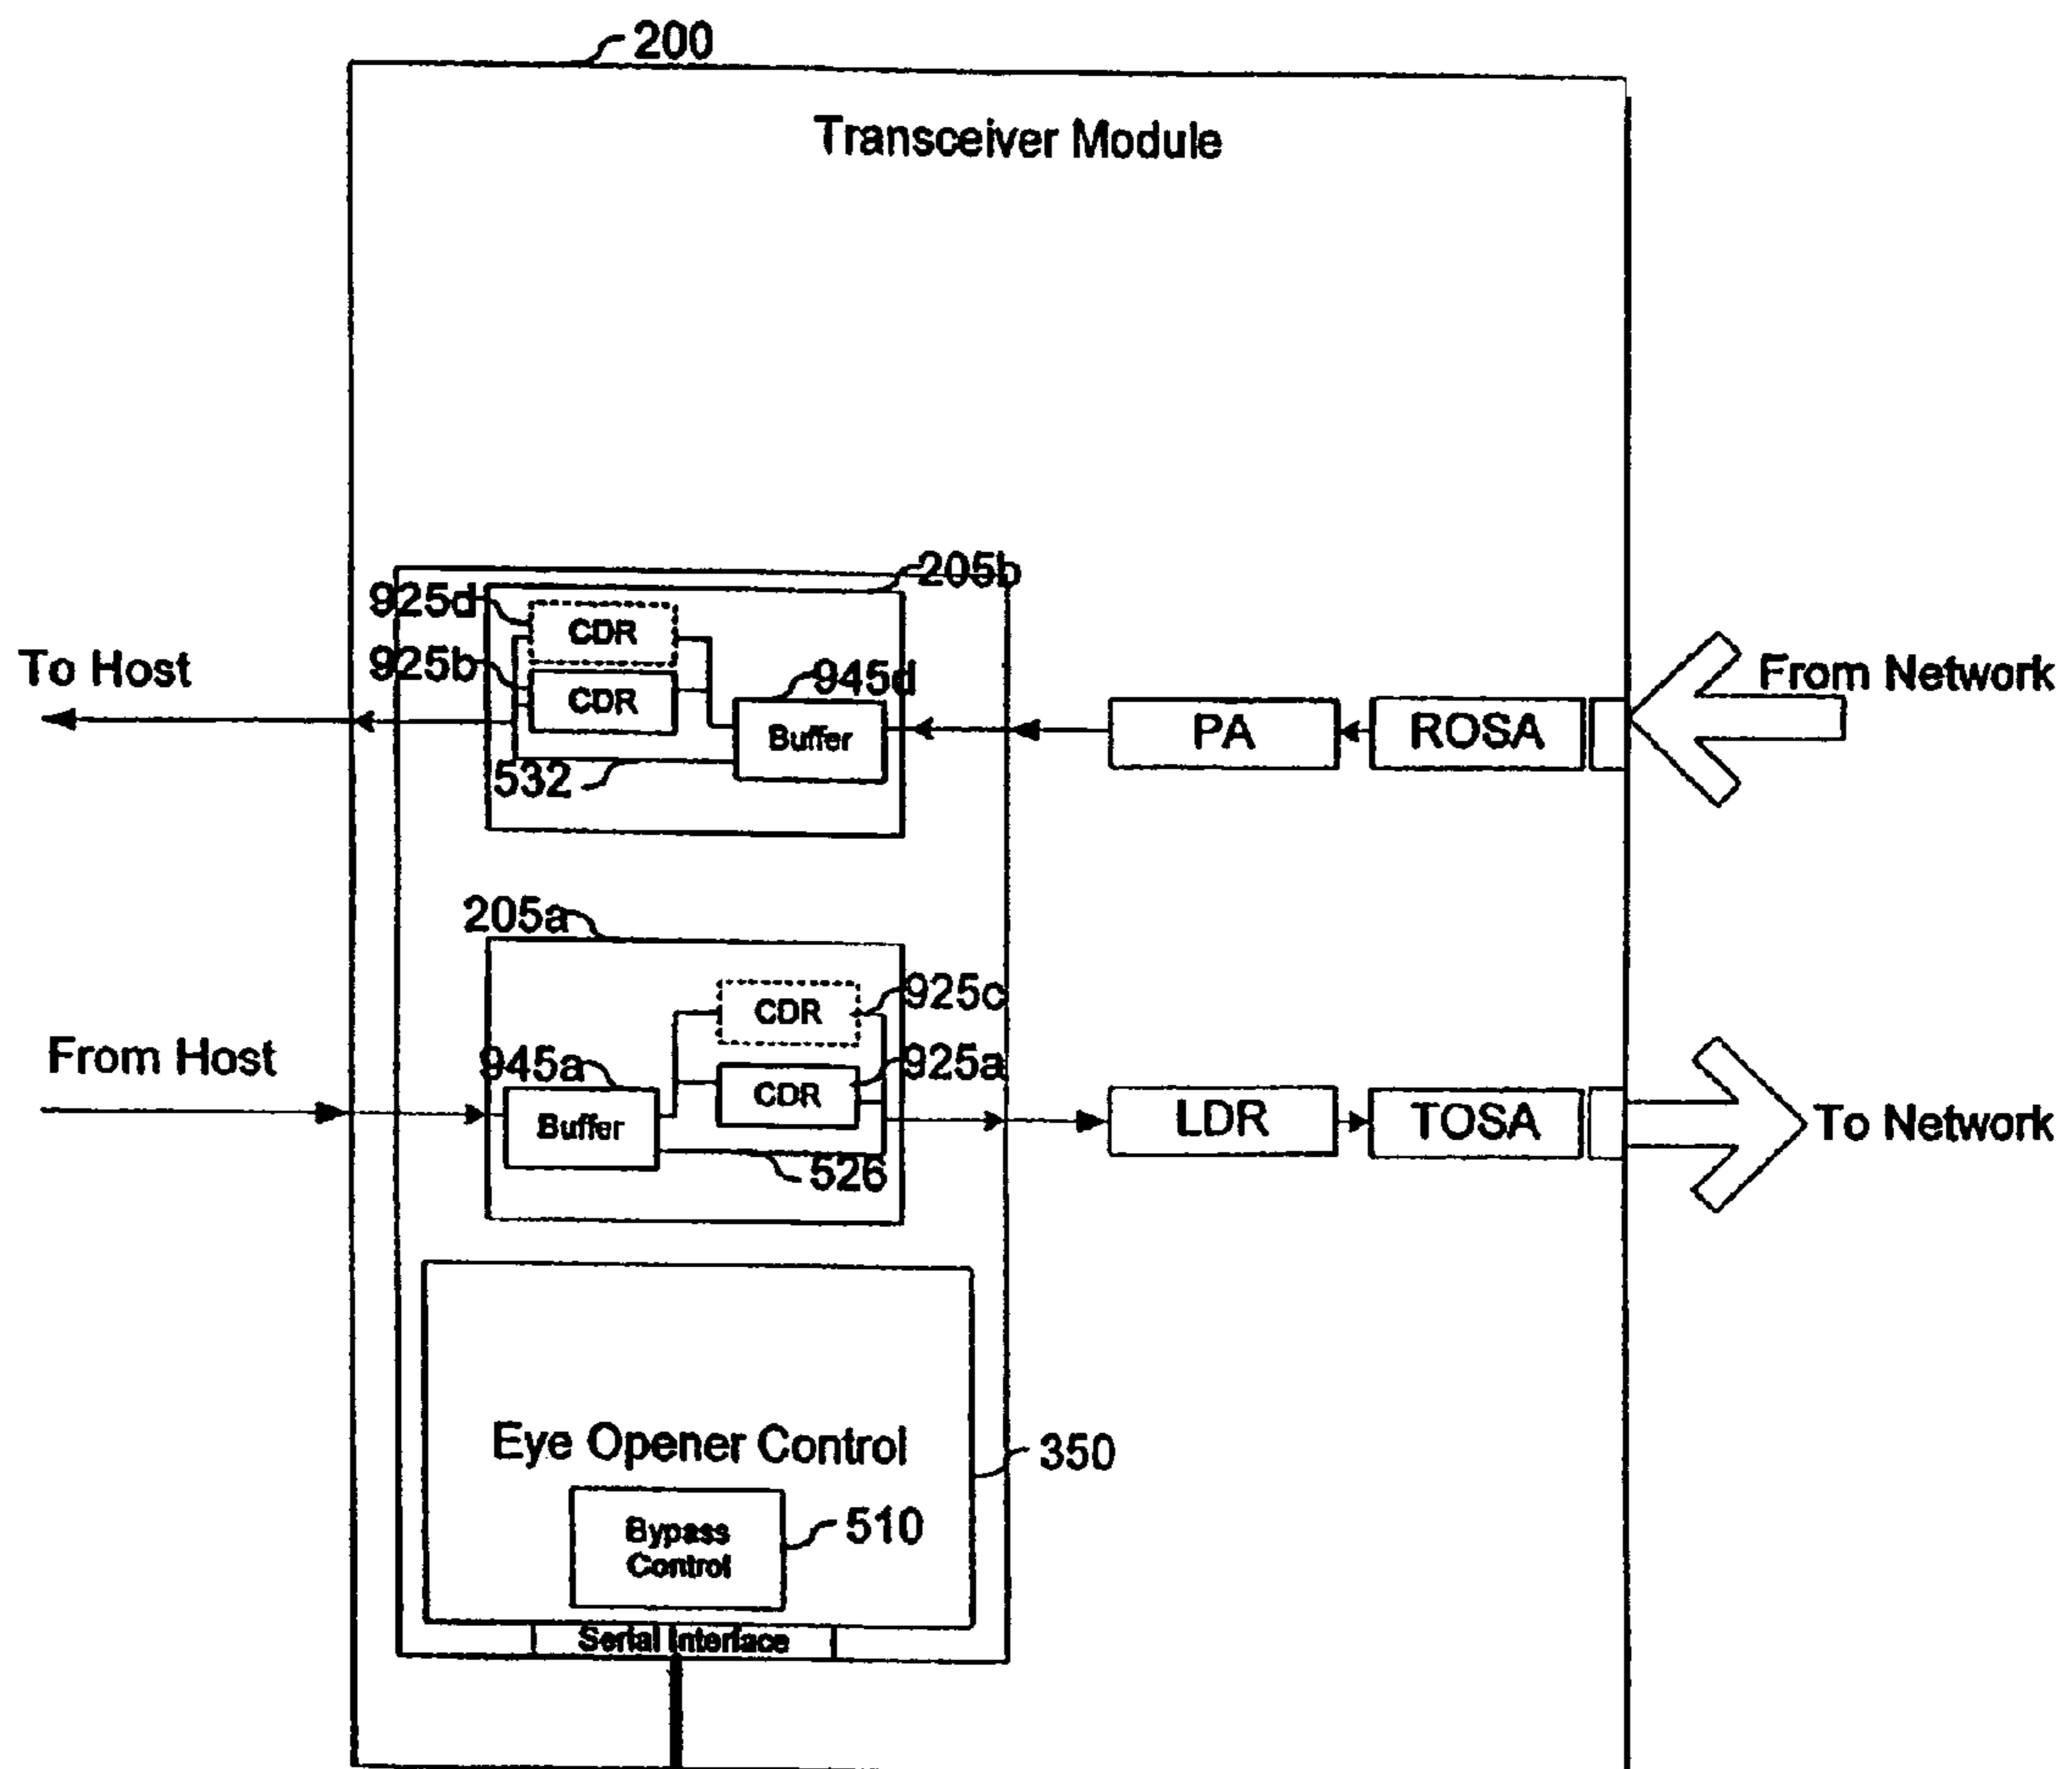 200
Transceiver Module
205b
925d
CDR
To Host
925b
CDR
945d
Buffer
PA
ROSA
From Network
532
205a
925c
CDR
From Host
945a
925a
CDR
Buffer
LDR
TOSA
To Network
526
Eye Opener Control
350
Bypass
Control
510
Serial Interface